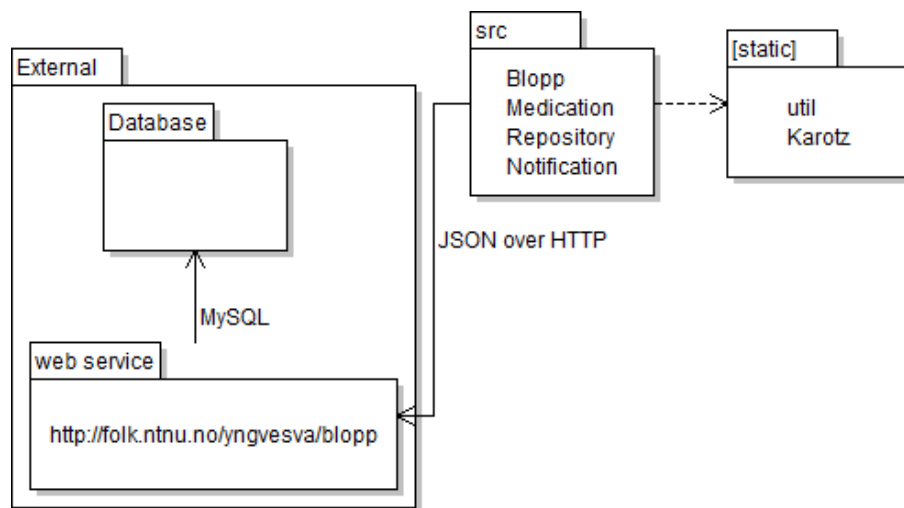 External
Database
MySQL
web service
http://folk.ntnu.no/yngvesva/blopp
src
Blopp
Medication
Repository
Notification
JSON over HTTP
[static]
util
Karotz